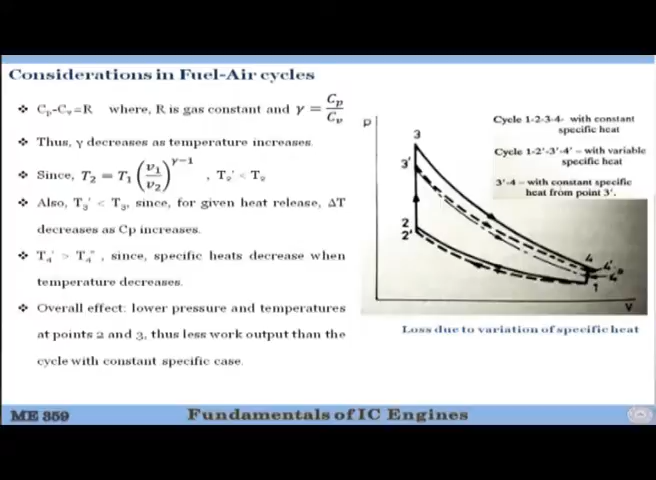 Considerations in Fuel-Air cycles
❖ Cp-Cv=R where, R is gas constant and γ = Cp/Cv
❖ Thus, γ decreases as temperature increases.
❖ Since, T2 = T1 (v1/v2)^γ−1 , T2' < T2
❖ Also, T3' < T3, since, for given heat release, ΔT
decreases as Cp increases.
❖ T4' > T4", since, specific heats decrease when
temperature decreases.
❖ Overall effect: lower pressure and temperatures
at points 2 and 3, thus less work output than the
cycle with constant specific case.
p
3
3'
2
2'
4
4'
4"
1
V
Cycle 1-2-3-4- with constant
specific heat
Cycle 1-2'-3'-4' – with variable
specific heat
3'-4 – with constant specific
heat from point 3'.
Loss due to variation of specific heat
ME 359
Fundamentals of IC Engines